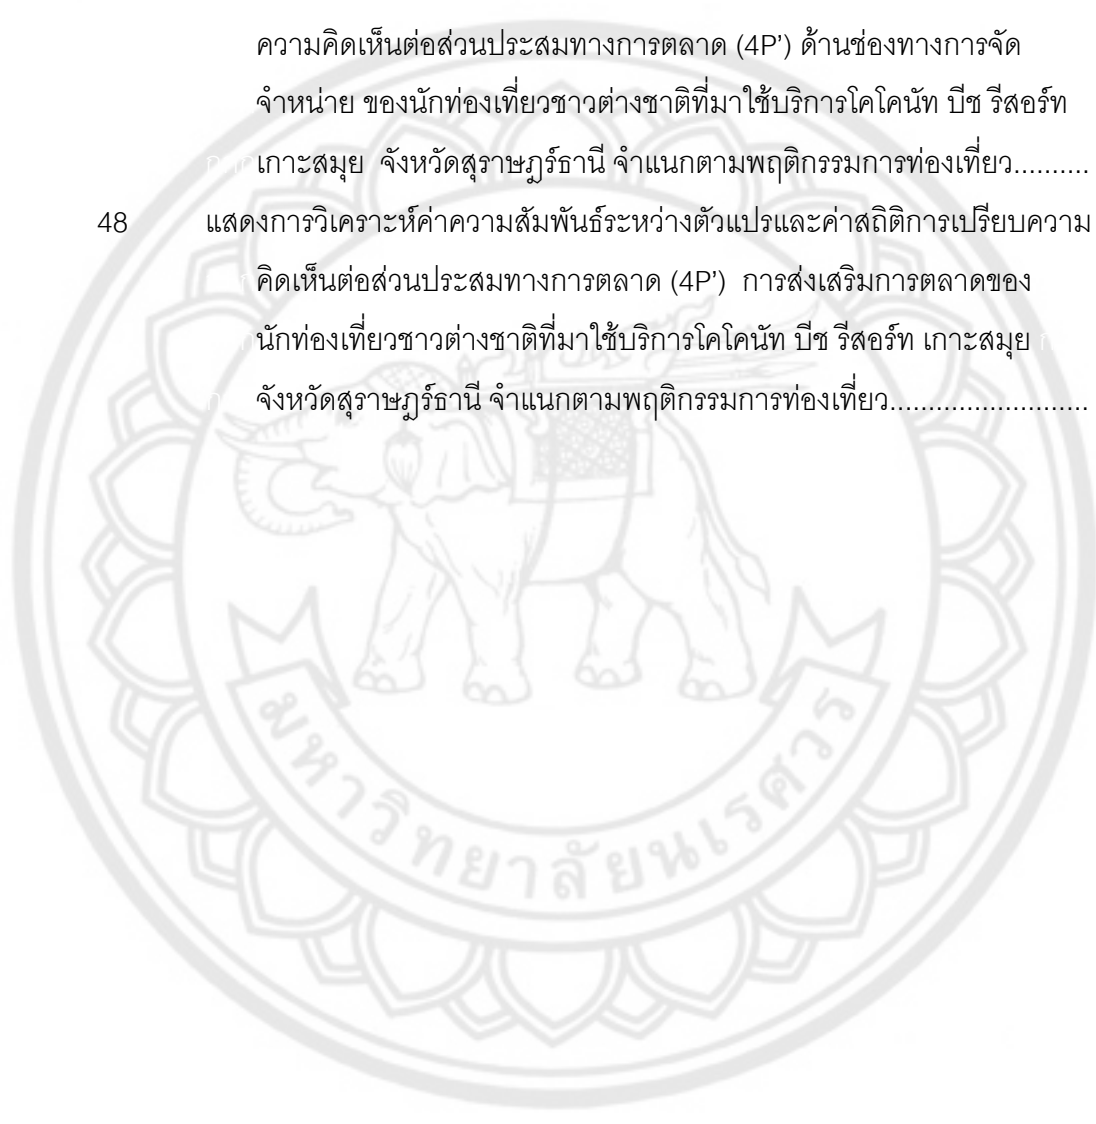 ความคิดเห็นต่อส่วนประสมทางการตลาด (4P') ด้านช่องทางการจัด
จำหน่าย ของนักท่องเที่ยวชาวต่างชาติที่มาใช้บริการโคโคนัท บีช รีสอร์ท
เกาะสมุย จังหวัดสุราษฎร์ธานี จำแนกตามพฤติกรรมการท่องเที่ยว..........
48 แสดงการวิเคราะห์ค่าความสัมพันธ์ระหว่างตัวแปรและค่าสถิติการเปรียบความ
คิดเห็นต่อส่วนประสมทางการตลาด (4P') การส่งเสริมการตลาดของ
นักท่องเที่ยวชาวต่างชาติที่มาใช้บริการโคโคนัท บีช รีสอร์ท เกาะสมุย
จังหวัดสุราษฎร์ธานี จำแนกตามพฤติกรรมการท่องเที่ยว..........................
มหาวิทยาลัยนเรศวร